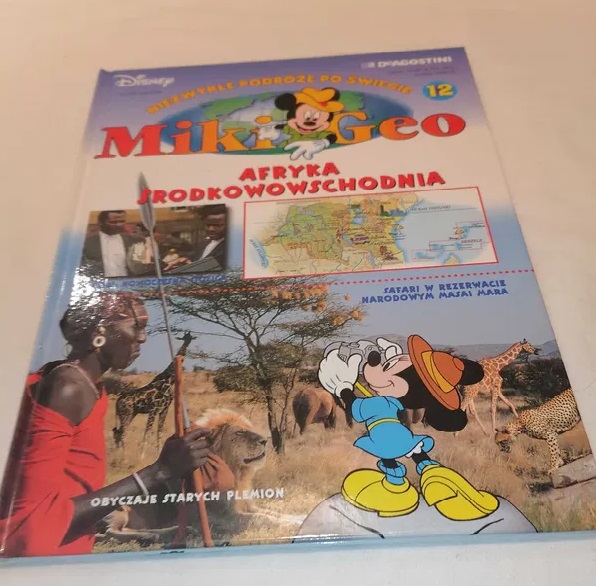 Disney
DeAGOSTINI
NIEZWYKŁE PODRÓŻE PO ŚWIECIE
12
Miki Geo
AFRYKA
ŚRODKOWOWSCHODNIA
SAFARI W REZERWACIE
NARODOWYM MASAI MARA
OBYCZAJE STARYCH PLEMION